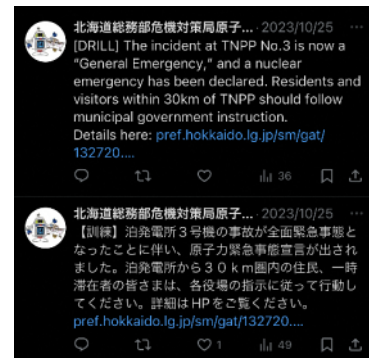 北海道総務部危機対策局原子... · 2023/10/25 ···
[DRILL] The incident at TNPP No.3 is now a
"General Emergency," and a nuclear
emergency has been declared. Residents and
visitors within 30km of TNPP should follow
municipal government instruction.
Details here: pref.hokkaido.lg.jp/sm/gat/
132720....
36
北海道総務部危機対策局原子... · 2023/10/25 ···
【訓練】泊発電所3号機の事故が全面緊急事態と
なったことに伴い、原子力緊急事態宣言が出され
ました。泊発電所から30km圏内の住民、一時
滞在者の皆さまは、各役場の指示に従って行動し
てください。詳細はHPをご覧ください。
pref.hokkaido.lg.jp/sm/gat/132720....
1 49